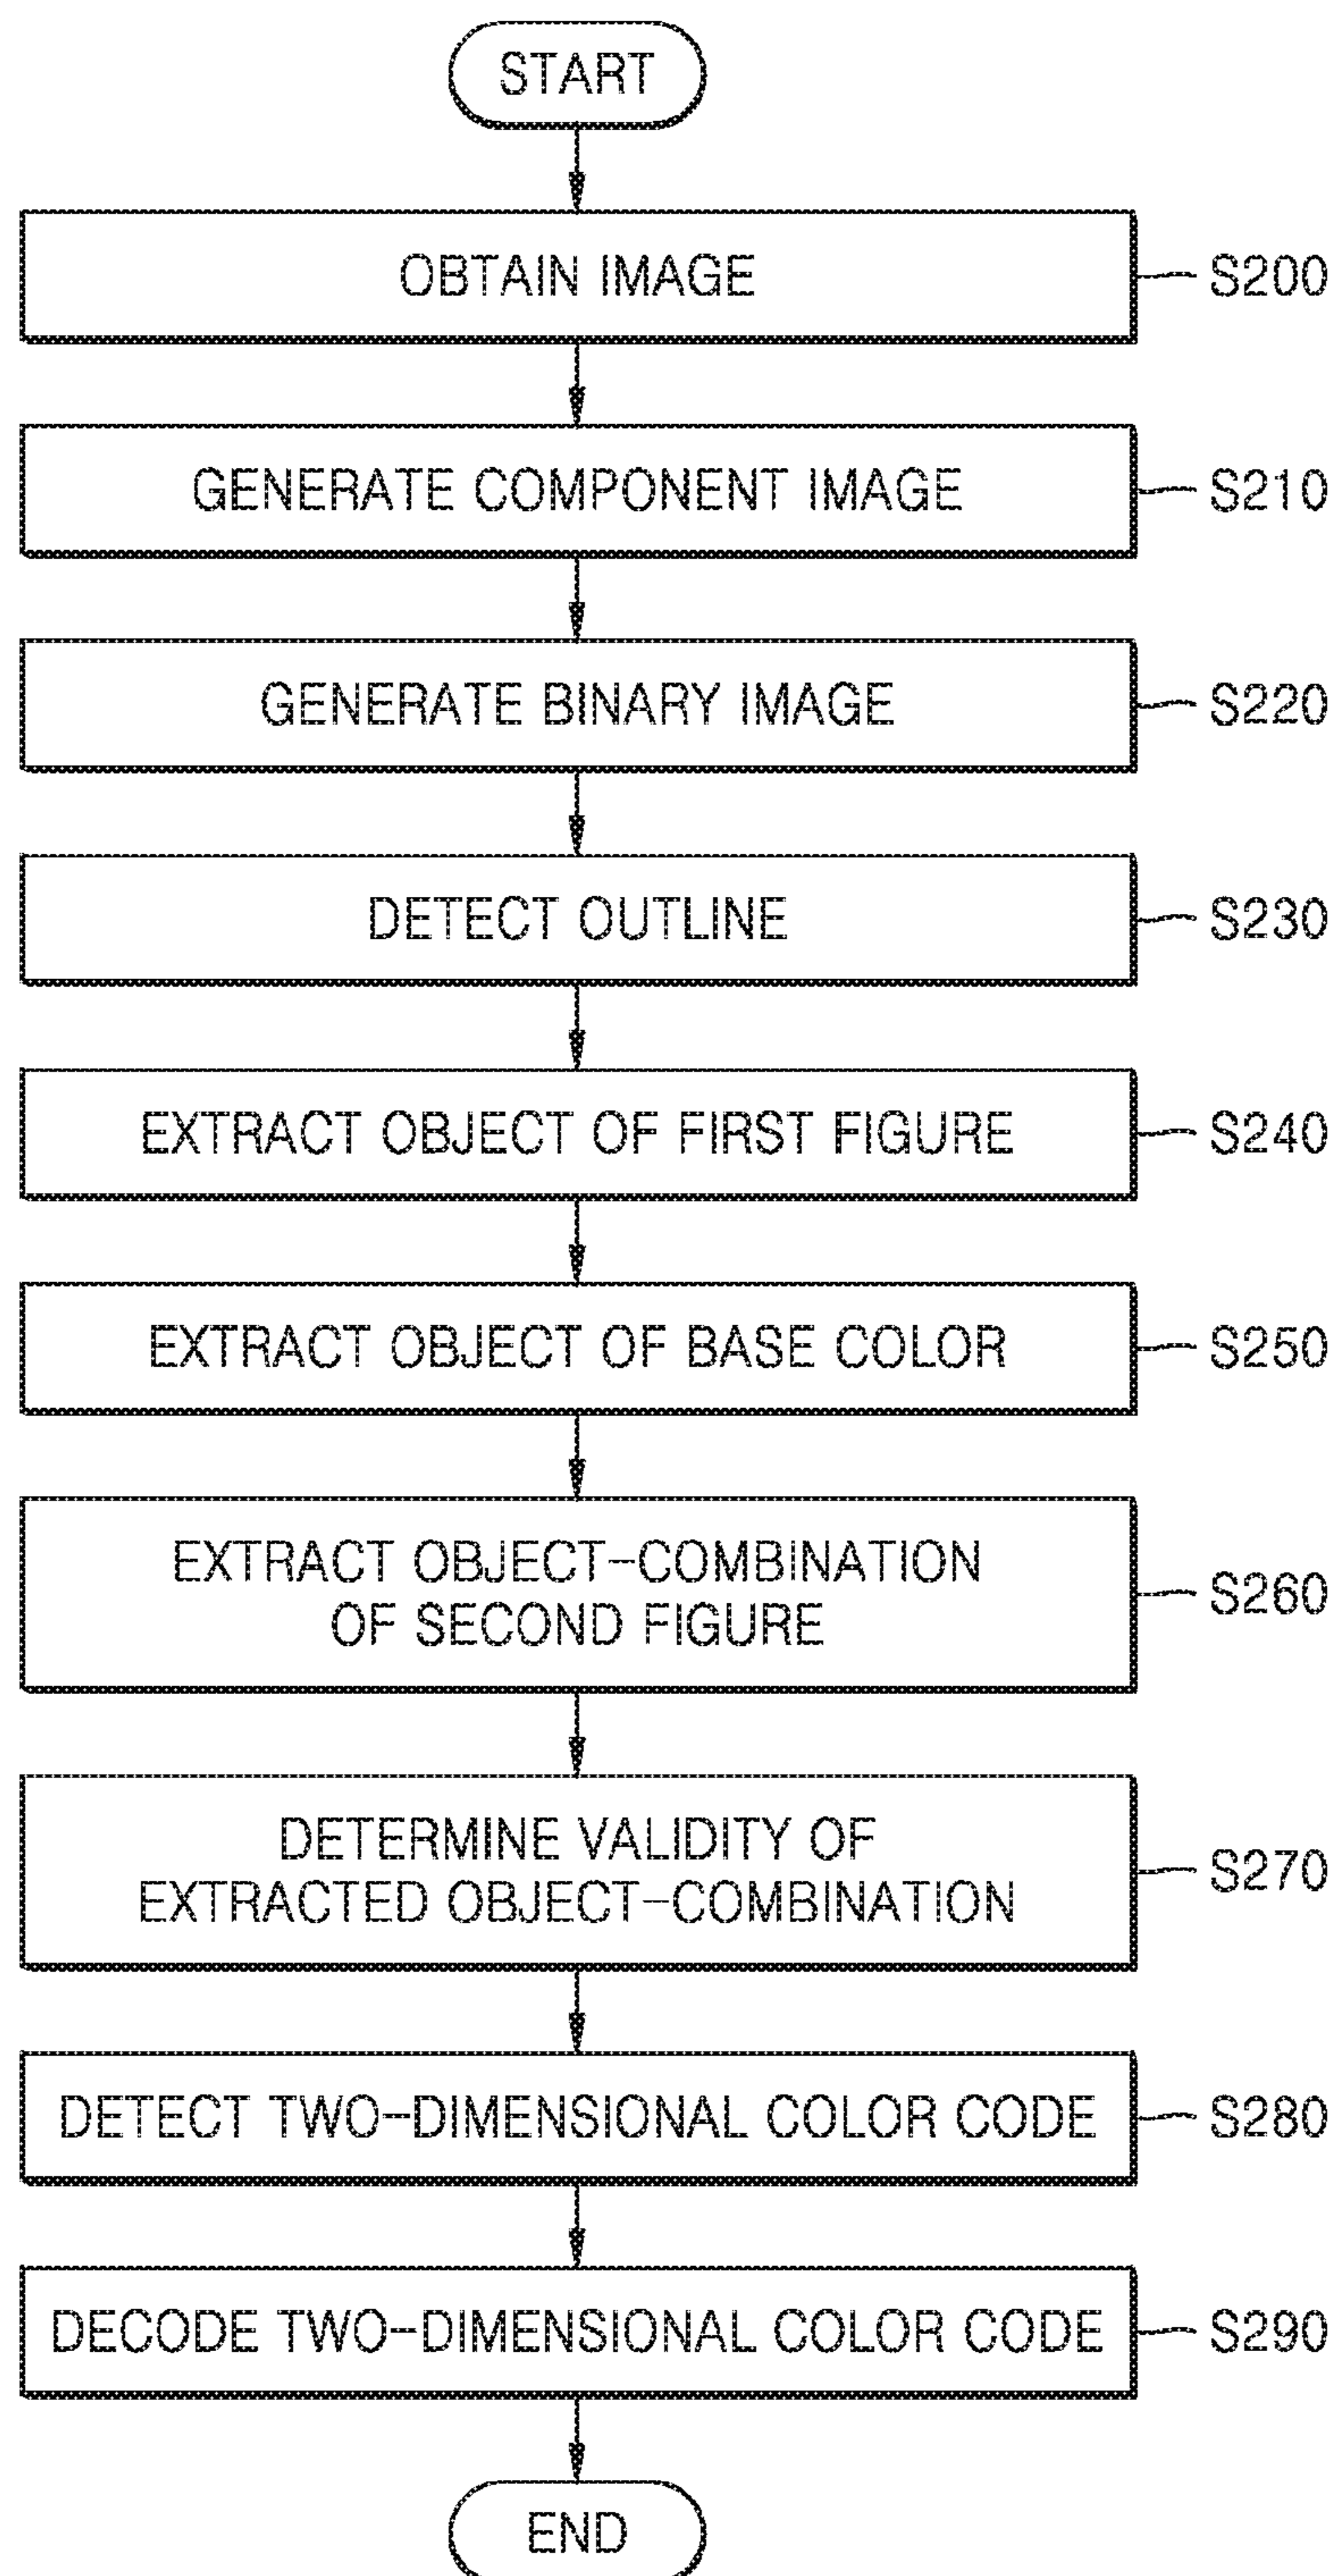 START
OBTAIN IMAGE
S200
GENERATE COMPONENT IMAGE
S210
GENERATE BINARY IMAGE
S220
DETECT OUTLINE
S230
EXTRACT OBJECT OF FIRST FIGURE
S240
EXTRACT OBJECT OF BASE COLOR
S250
EXTRACT OBJECT-COMBINATION
OF SECOND FIGURE
S260
DETERMINE VALIDITY OF
EXTRACTED OBJECT-COMBINATION
S270
DETECT TWO-DIMENSIONAL COLOR CODE
S280
DECODE TWO-DIMENSIONAL COLOR CODE
S290
END